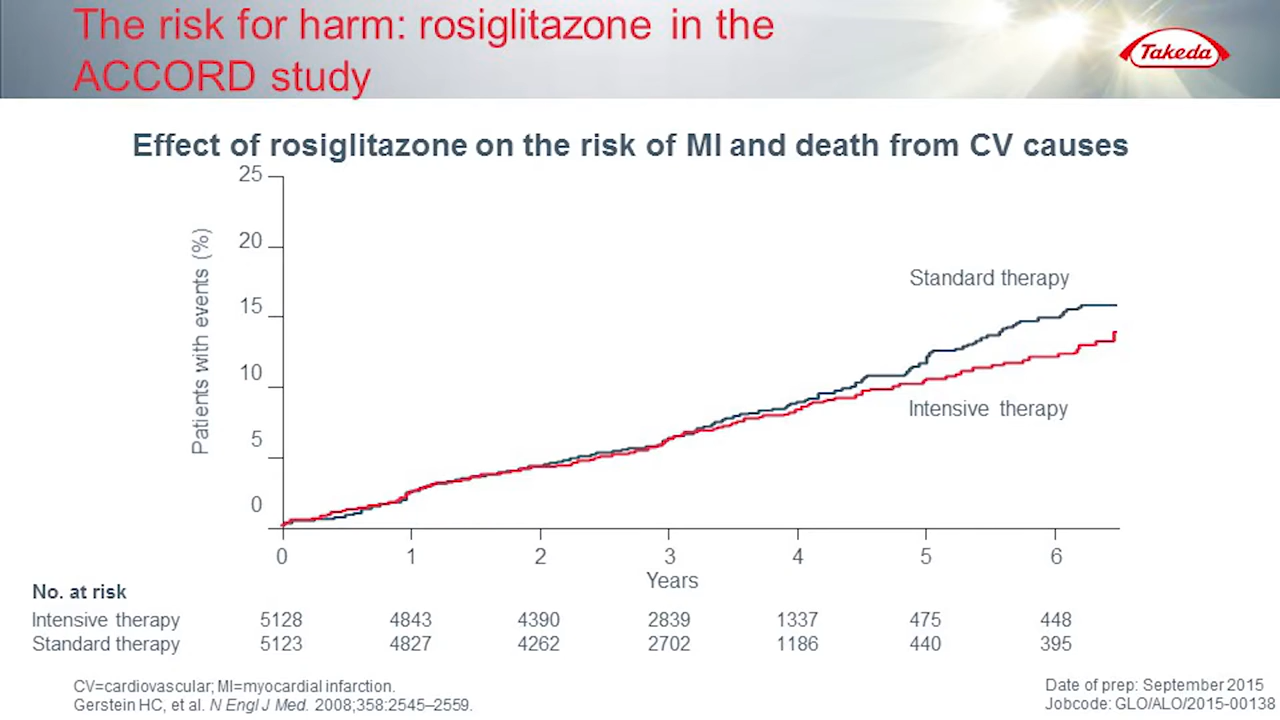 The risk for harm: rosiglitazone in the
ACCORD study
Takeda
Effect of rosiglitazone on the risk of MI and death from CV causes
Patients with events (%)
25
20
15
10
5
0
Standard therapy
Intensive therapy
0 1 2 3 4 5 6
Years
No. at risk
Intensive therapy 5128 4843 4390 2839 1337 475 448
Standard therapy 5123 4827 4262 2702 1186 440 395
CV=cardiovascular; MI=myocardial infarction.
Gerstein HC, et al. N Engl J Med. 2008;358:2545–2559.
Date of prep: September 2015
Jobcode: GLO/ALO/2015-00138